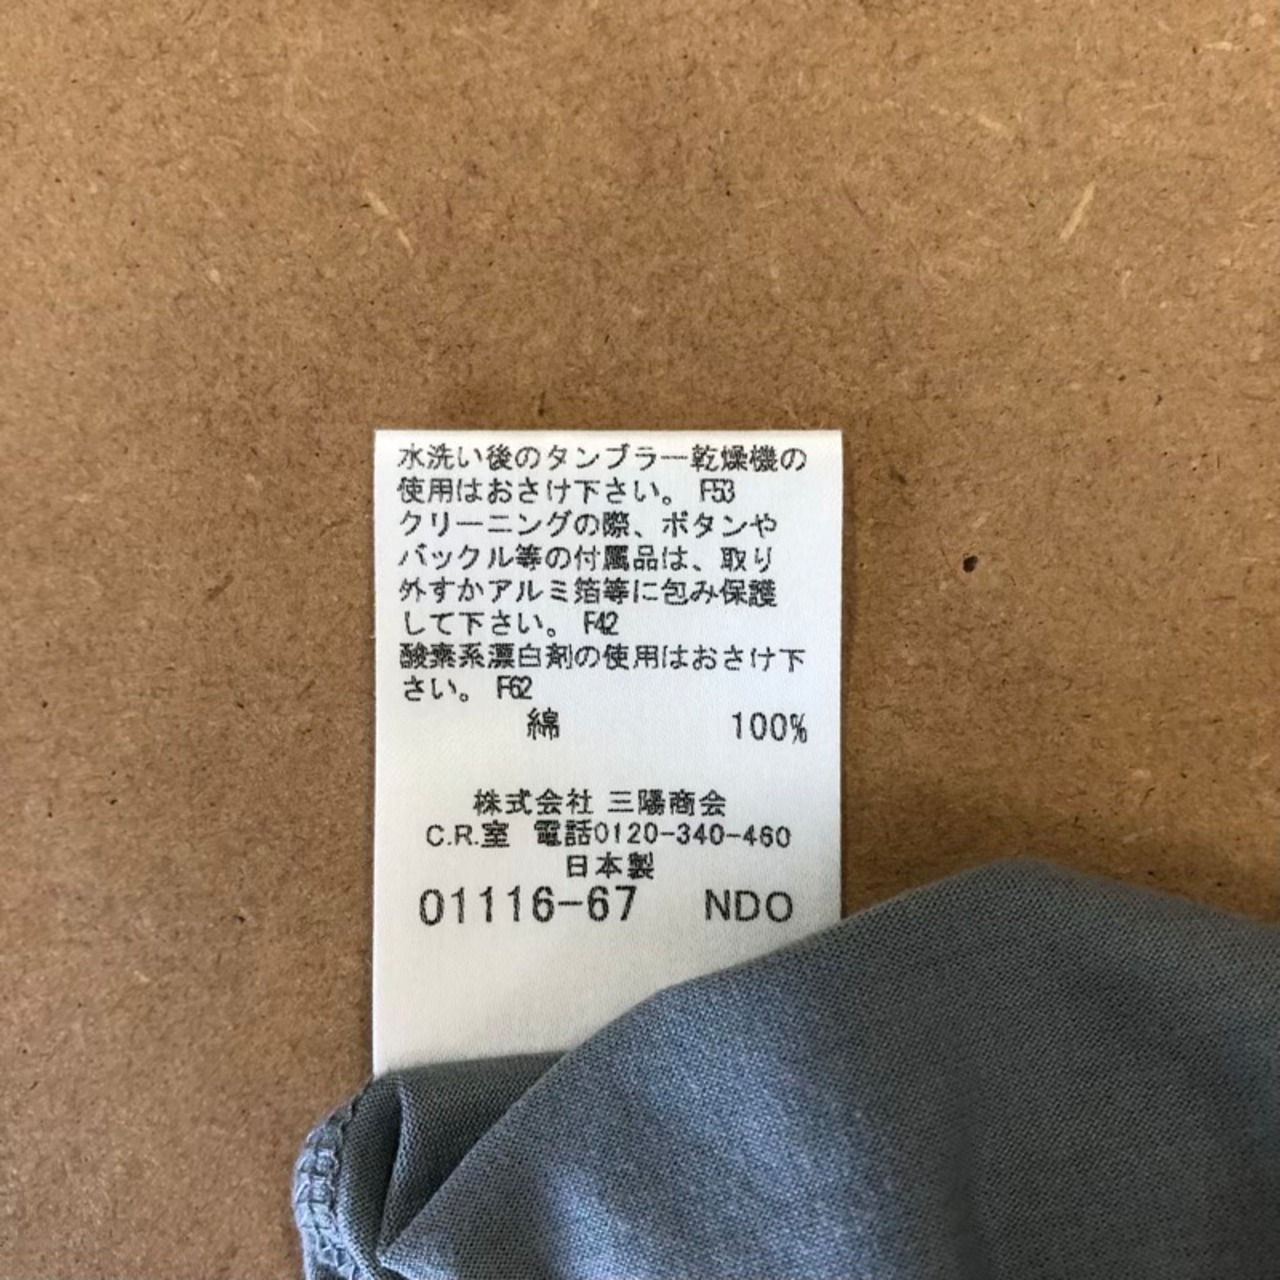 水洗い後のタンブラー乾燥機の
使用はおさけ下さい。 F53
クリーニングの際、ボタンや
バックル等の付属品は、取り
外すかアルミ箔等に包み保護
して下さい。 F42
酸素系漂白剤の使用はおさけ下
さい。 F62
綿 100%
株式会社 三陽商会
C.R.室 電話0120-340-460
日本製
01116-67 NDO